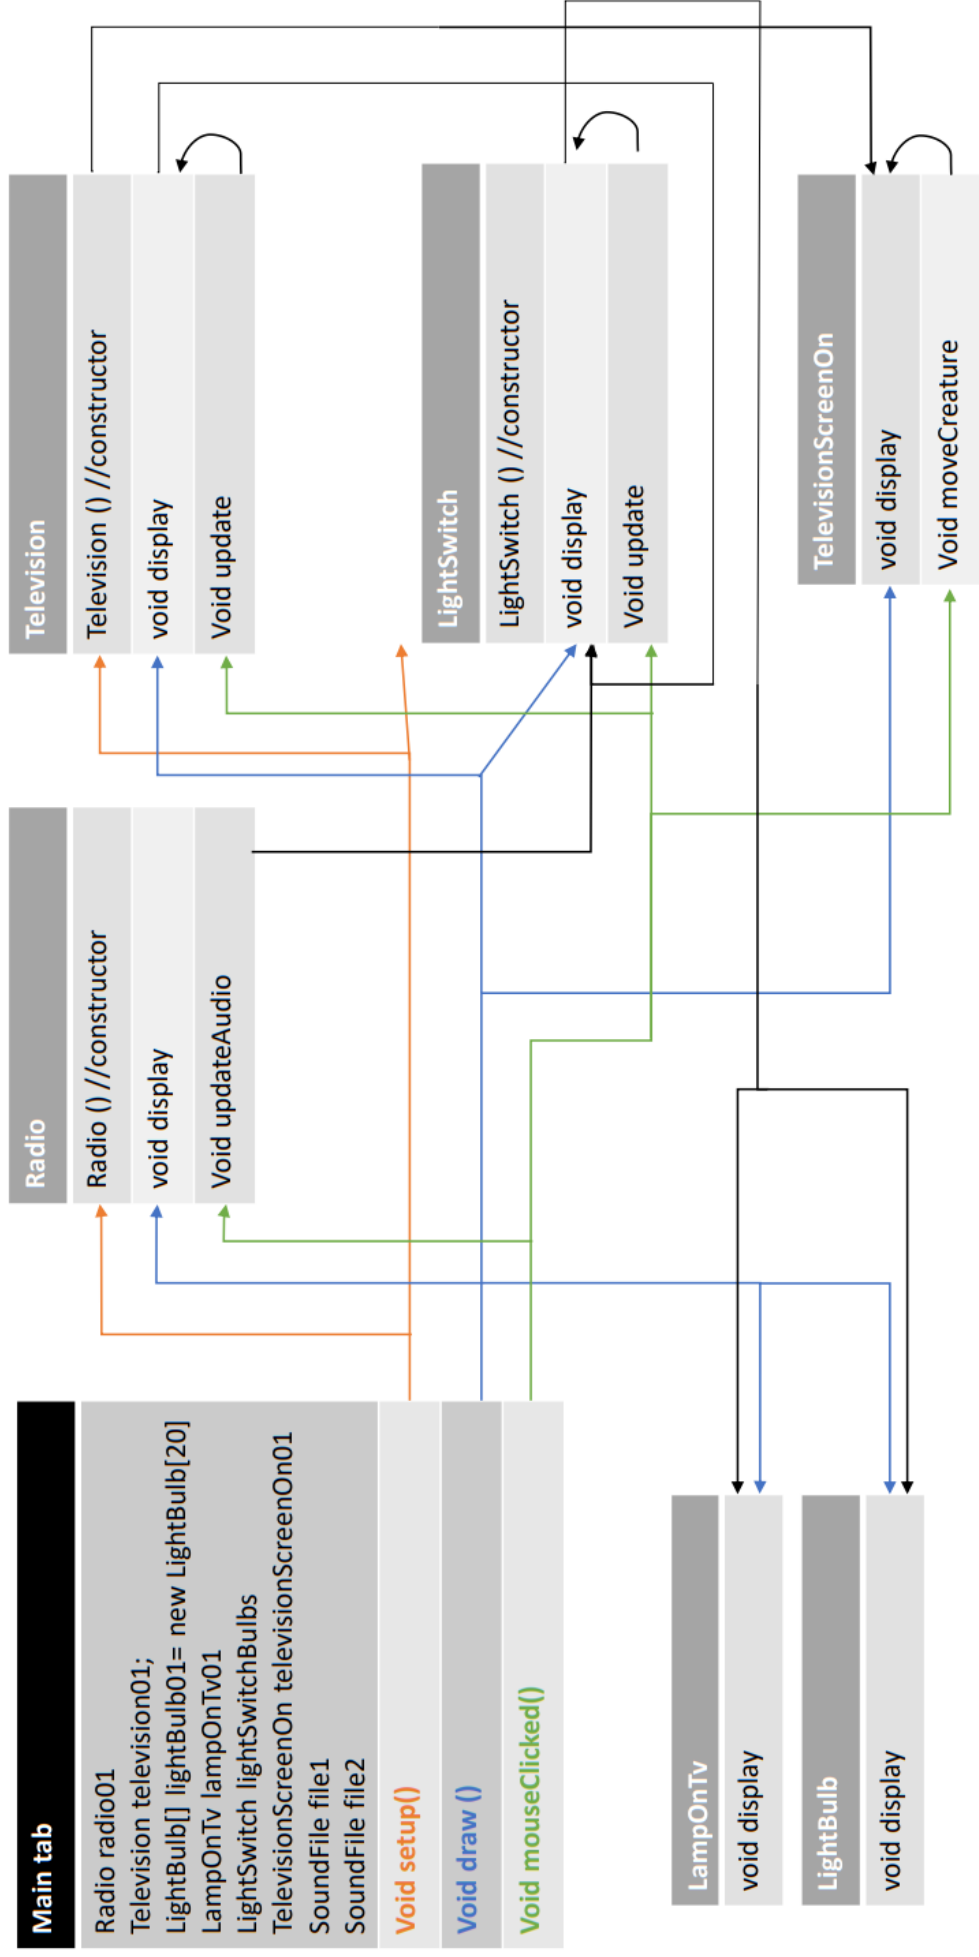 Main tab
Radio radio01
Television television01;
LightBulb[] lightBulb01= new LightBulb[20]
LampOnTv lampOnTv01
LightSwitch lightSwitchBulbs
TelevisionScreenOn televisionScreenOn01
SoundFile file1
SoundFile file2
Void setup()
Void draw ()
Void mouseClicked()
Radio
Radio () //constructor
void display
Void updateAudio
Television
Television () //constructor
void display
Void update
LightSwitch
LightSwitch () //constructor
void display
Void update
LampOnTv
void display
LightBulb
void display
TelevisionScreenOn
void display
Void moveCreature